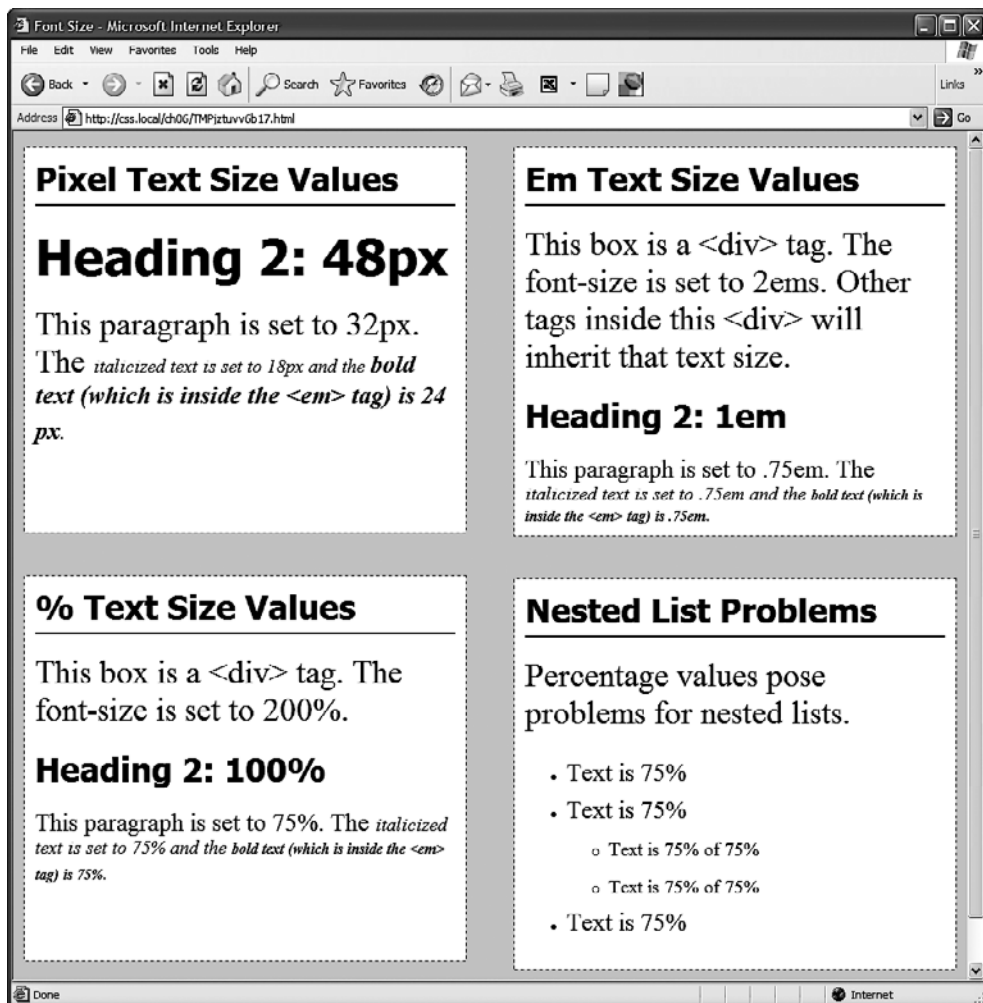 Font Size - Microsoft Internet Explorer
File Edit View Favorites Tools Help
Back Search Favorites Links »
Address http://css.local/ch06/TMPjztuvv6b17.html Go
Pixel Text Size Values
Heading 2: 48px
This paragraph is set to 32px.
The italicized text is set to 18px and the bold
text (which is inside the <em> tag) is 24
px.
Em Text Size Values
This box is a <div> tag. The
font-size is set to 2ems. Other
tags inside this <div> will
inherit that text size.
Heading 2: 1em
This paragraph is set to .75em. The
italicized text is set to .75em and the bold text (which is
inside the <em> tag) is .75em.
% Text Size Values
This box is a <div> tag. The
font-size is set to 200%.
Heading 2: 100%
This paragraph is set to 75%. The italicized
text is set to 75% and the bold text (which is inside the <em>
tag) is 75%.
Nested List Problems
Percentage values pose
problems for nested lists.
• Text is 75%
• Text is 75%
o Text is 75% of 75%
o Text is 75% of 75%
• Text is 75%
Done Internet